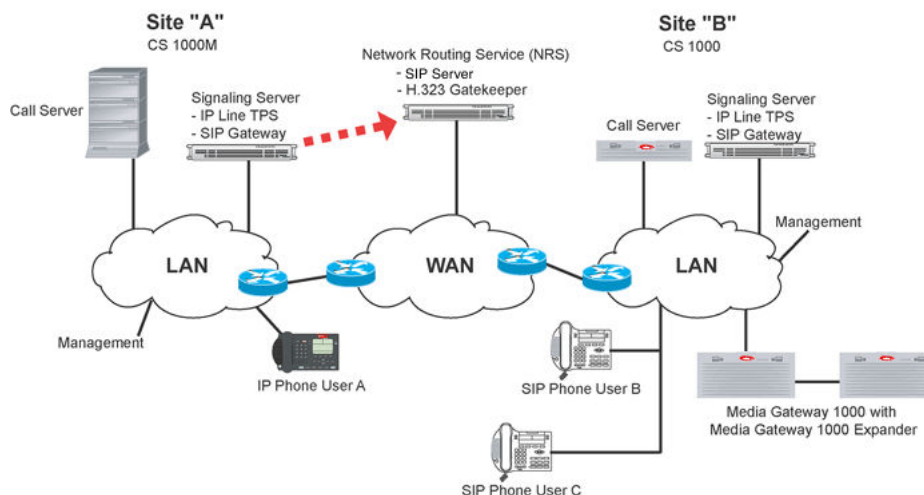 Site "A"
CS 1000M
Call Server
Signaling Server
- IP Line TPS
- SIP Gateway
Network Routing Service (NRS)
- SIP Server
- H.323 Gatekeeper
Site "B"
CS 1000
Call Server
Signaling Server
- IP Line TPS
- SIP Gateway
Management
LAN
WAN
LAN
Management
IP Phone User A
SIP Phone User B
SIP Phone User C
Media Gateway 1000 with
Media Gateway 1000 Expander